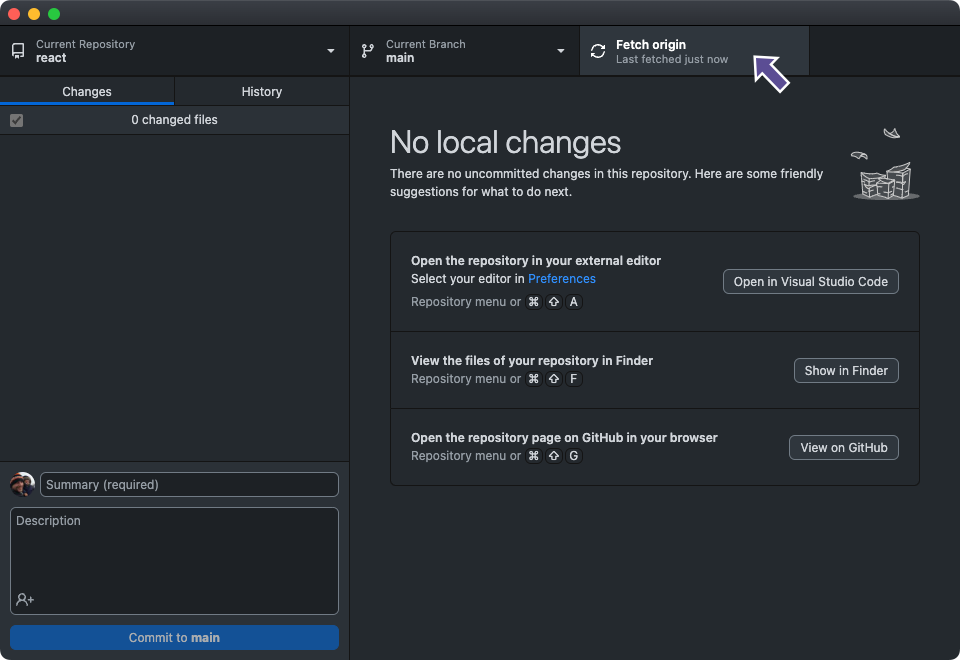 Current Repository
react
Current Branch
main
Fetch origin
Last fetched just now
Changes
History
0 changed files
No local changes
There are no uncommitted changes in this repository. Here are some friendly
suggestions for what to do next.
Open the repository in your external editor
Select your editor in Preferences
Repository menu or ⌘ ⇧ A
Open in Visual Studio Code
View the files of your repository in Finder
Repository menu or ⌘ ⇧ F
Show in Finder
Open the repository page on GitHub in your browser
Repository menu or ⌘ ⇧ G
View on GitHub
Summary (required)
Description
Commit to main